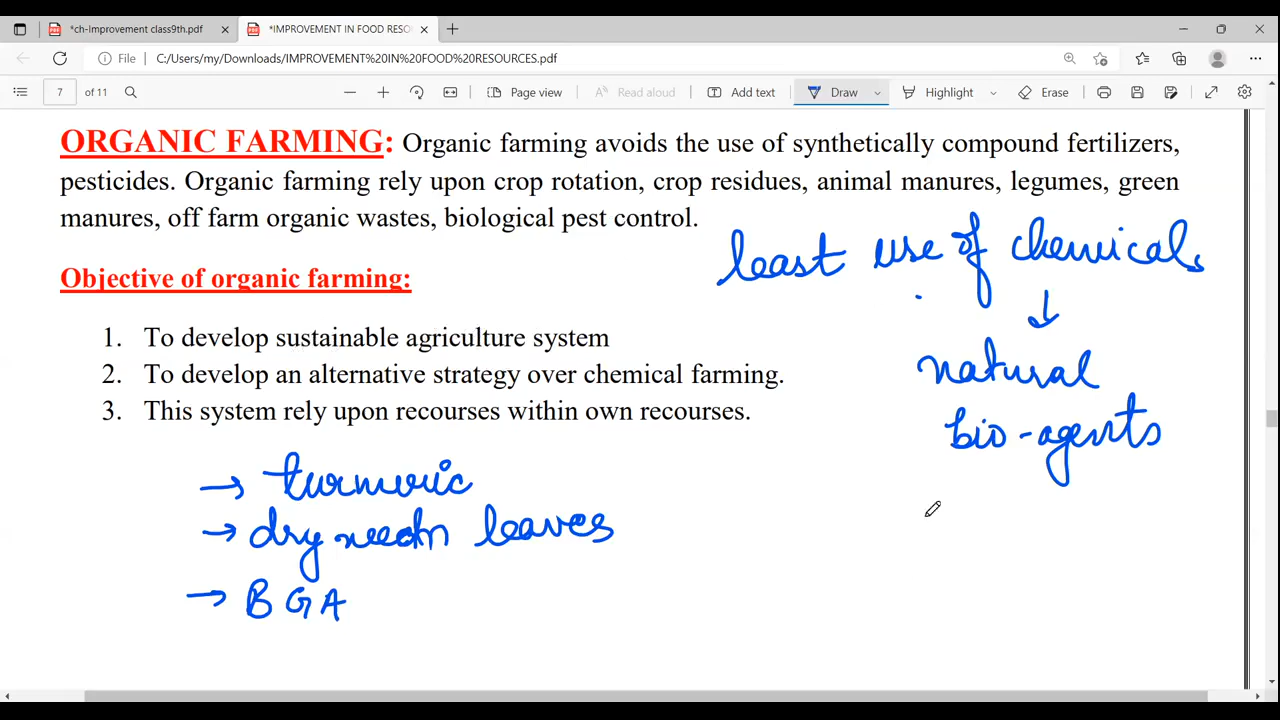 *ch-Improvement class9th.pdf
*IMPROVEMENT IN FOOD RESO
File C:/Users/my/Downloads/IMPROVEMENT%20IN%20FOOD%20RESOURCES.pdf
7 of 11 Page view Read aloud Add text Draw Highlight Erase
ORGANIC FARMING: Organic farming avoids the use of synthetically compound fertilizers,
pesticides. Organic farming rely upon crop rotation, crop residues, animal manures, legumes, green
manures, off farm organic wastes, biological pest control.
least use of chemicals
Objective of organic farming:
↓
1. To develop sustainable agriculture system
natural
2. To develop an alternative strategy over chemical farming.
3. This system rely upon recourses within own recourses.
bio-agents
→ turmeric
→ dry neem leaves
→ BGA